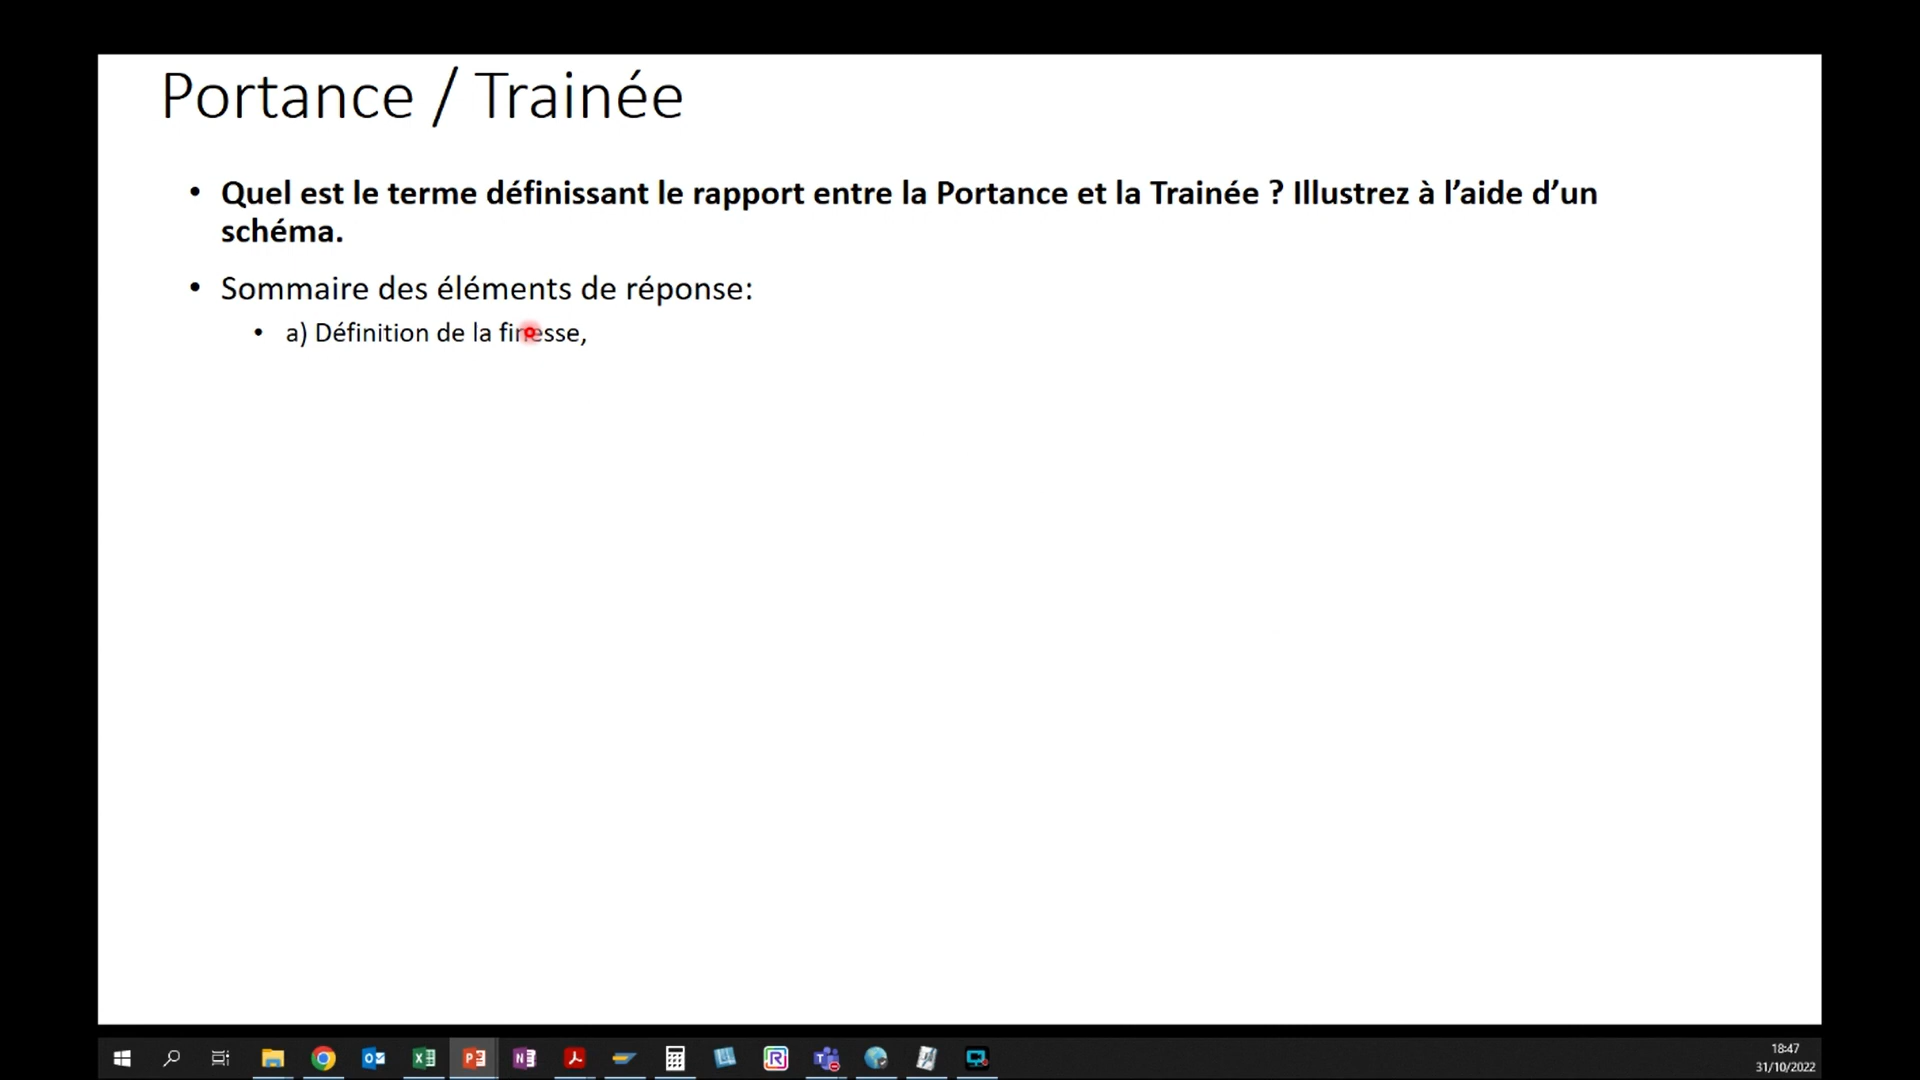 Portance / Trainée
• Quel est le terme définissant le rapport entre la Portance et la Trainée ? Illustrez à l’aide d’un
schéma.
• Sommaire des éléments de réponse:
• a) Définition de la finesse,
18:47
31/10/2022